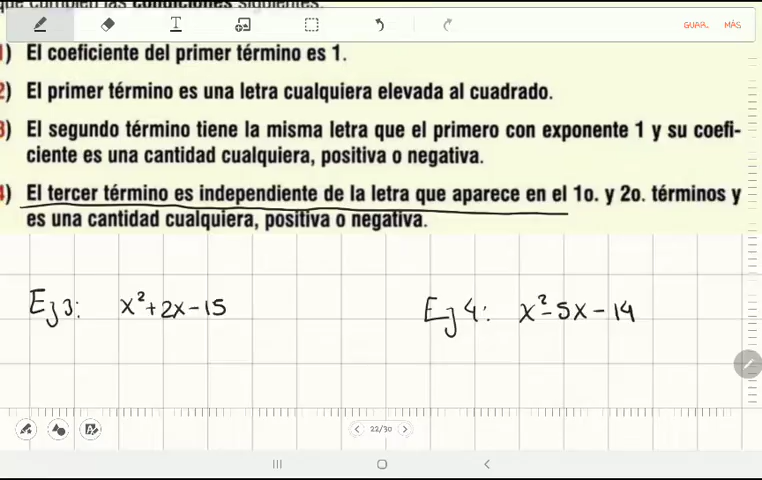 que cumplen las condiciones siguientes.
GUAR. MÁS
1) El coeficiente del primer término es 1.
2) El primer término es una letra cualquiera elevada al cuadrado.
3) El segundo término tiene la misma letra que el primero con exponente 1 y su coefi-
ciente es una cantidad cualquiera, positiva o negativa.
4) El tercer término es independiente de la letra que aparece en el 1o. y 2o. términos y
es una cantidad cualquiera, positiva o negativa.
Ej 3: x²+2x-15
Ej 4: x²-5x-14
22/30